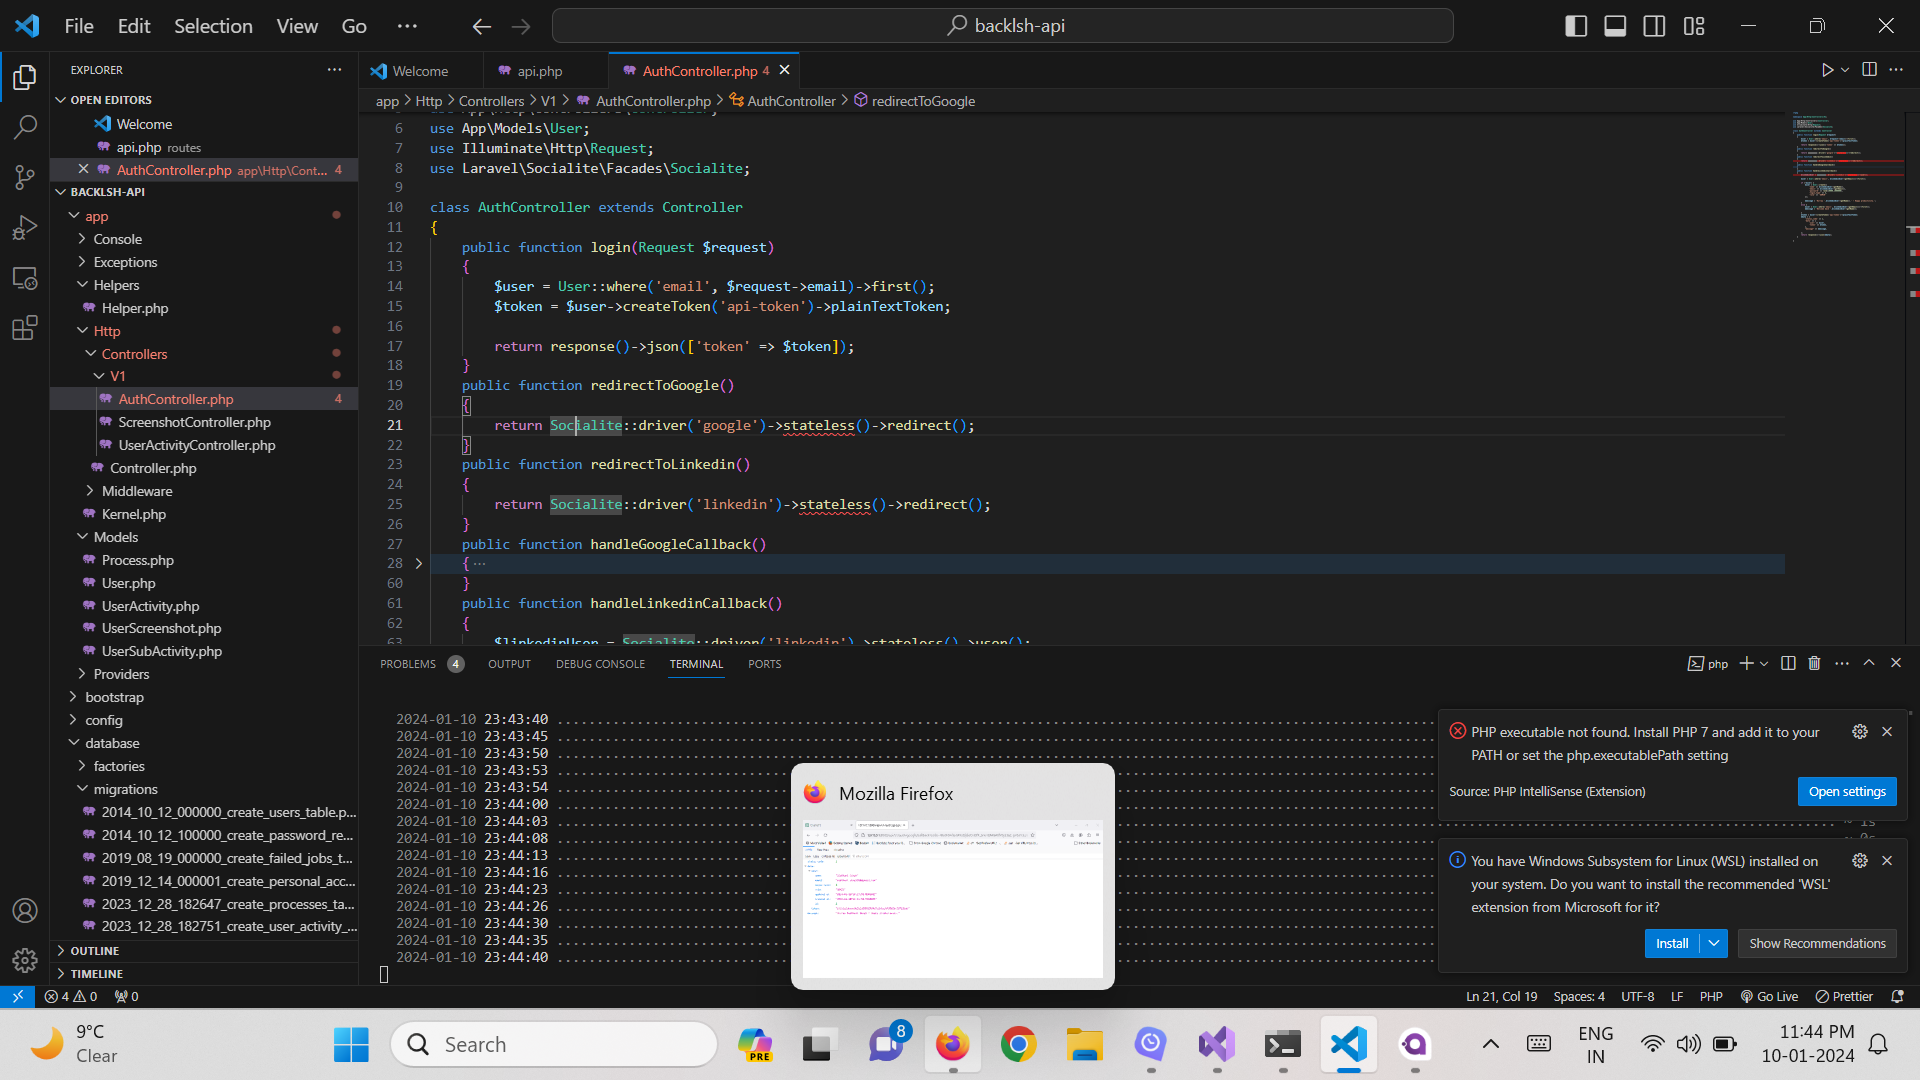 File Edit Selection View Go ··· backlsh-api
EXPLORER
OPEN EDITORS
Welcome
api.php routes
AuthController.php app\Http\Cont... 4
BACKLSH-API
app
Console
Exceptions
Helpers
Helper.php
Http
Controllers
V1
AuthController.php 4
ScreenshotController.php
UserActivityController.php
Controller.php
Middleware
Kernel.php
Models
Process.php
User.php
UserActivity.php
UserScreenshot.php
UserSubActivity.php
Providers
bootstrap
config
database
factories
migrations
2014_10_12_000000_create_users_table.p...
2014_10_12_100000_create_password_re...
2019_08_19_000000_create_failed_jobs_t...
2019_12_14_000001_create_personal_acc...
2023_12_28_182647_create_processes_ta...
2023_12_28_182751_create_user_activity_...
OUTLINE
TIMELINE
Welcome api.php AuthController.php 4
app > Http > Controllers > V1 > AuthController.php > AuthController > redirectToGoogle
6 use App\Models\User;
7 use Illuminate\Http\Request;
8 use Laravel\Socialite\Facades\Socialite;
9
10 class AuthController extends Controller
11 {
12 public function login(Request $request)
13 {
14 $user = User::where('email', $request->email)->first();
15 $token = $user->createToken('api-token')->plainTextToken;
16
17 return response()->json(['token' => $token]);
18 }
19 public function redirectToGoogle()
20 {
21 return Socialite::driver('google')->stateless()->redirect();
22 }
23 public function redirectToLinkedin()
24 {
25 return Socialite::driver('linkedin')->stateless()->redirect();
26 }
27 public function handleGoogleCallback()
28 { ···
60 }
61 public function handleLinkedinCallback()
62 {
63 $linkedinUser = Socialite::driver('linkedin')->stateless()->user();
PROBLEMS 4 OUTPUT DEBUG CONSOLE TERMINAL PORTS php
2024-01-10 23:43:40
2024-01-10 23:43:45
2024-01-10 23:43:50
2024-01-10 23:43:53
2024-01-10 23:43:54
2024-01-10 23:44:00
2024-01-10 23:44:03
2024-01-10 23:44:08
2024-01-10 23:44:13
2024-01-10 23:44:16
2024-01-10 23:44:23
2024-01-10 23:44:26
2024-01-10 23:44:30
2024-01-10 23:44:35
2024-01-10 23:44:40
Mozilla Firefox
PHP executable not found. Install PHP 7 and add it to your
PATH or set the php.executablePath setting
Source: PHP IntelliSense (Extension) Open settings
You have Windows Subsystem for Linux (WSL) installed on
your system. Do you want to install the recommended 'WSL'
extension from Microsoft for it?
Install Show Recommendations
4 0 0 Ln 21, Col 19 Spaces: 4 UTF-8 LF PHP Go Live Prettier
9°C
Clear
Search
PRE
8
ENG
IN
11:44 PM
10-01-2024